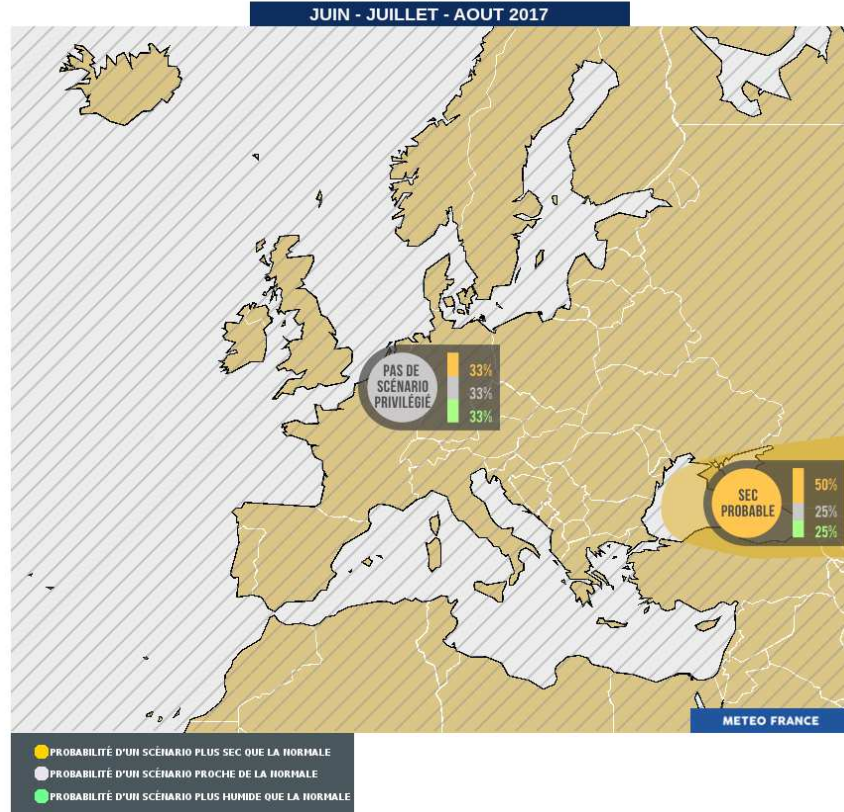 JUIN - JUILLET - AOUT 2017
PAS DE
SCÉNARIO
PRIVILÉGIÉ
33%
33%
33%
SEC
PROBABLE
50%
25%
25%
METEO FRANCE
PROBABILITÉ D'UN SCÉNARIO PLUS SEC QUE LA NORMALE
PROBABILITÉ D'UN SCÉNARIO PROCHE DE LA NORMALE
PROBABILITÉ D'UN SCÉNARIO PLUS HUMIDE QUE LA NORMALE